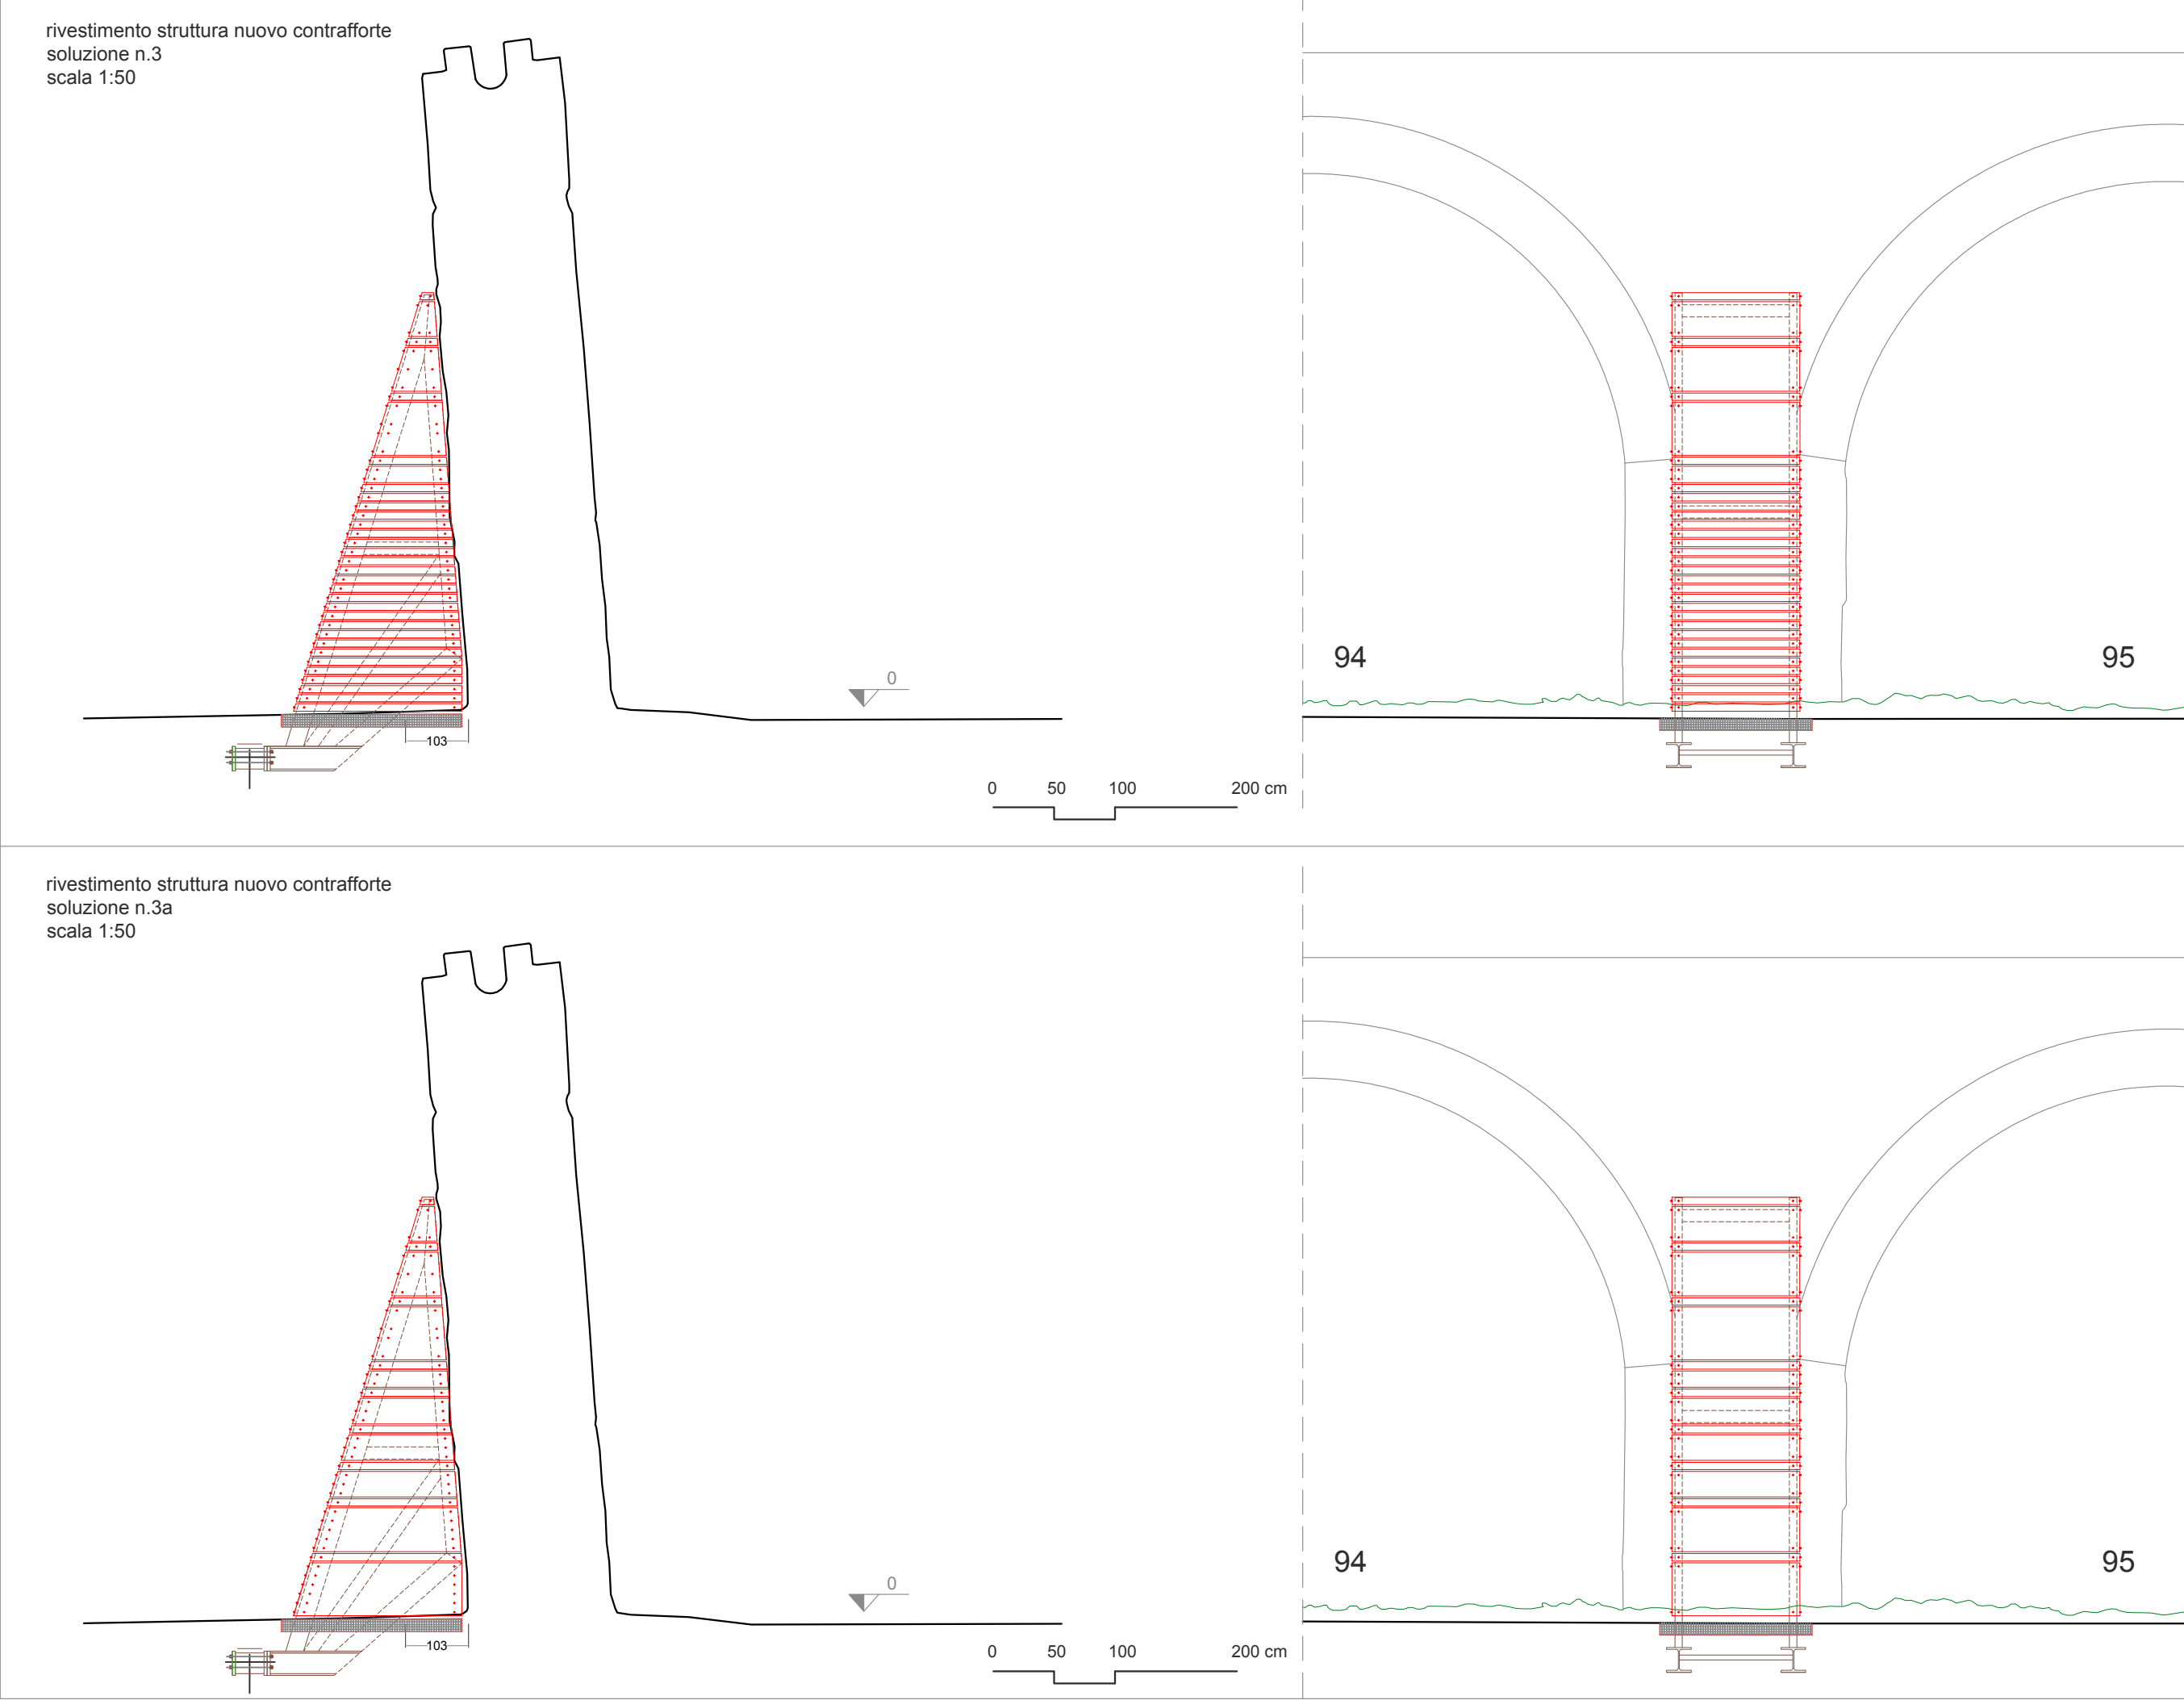 rivestimento struttura nuovo contrafforte
soluzione n.3
scala 1:50
94
95
0
103
0 50 100 200 cm
rivestimento struttura nuovo contrafforte
soluzione n.3a
scala 1:50
94
95
0
103
0 50 100 200 cm